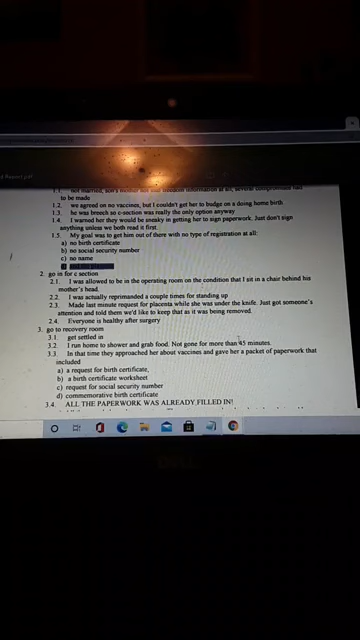 to be made
1.2. we agreed on no vaccines, but I couldn't get her to budge on a doing home birth
1.3. he was breech so c-section was really the only option anyway
1.4. I warned her they would be sneaky in getting her to sign paperwork. Just don't sign
anything unless we both read it first.
1.5. My goal was to get him out of there with no type of registration at all:
a) no birth certificate
b) no social security number
c) no name
2. go in for c section
2.1. I was allowed to be in the operating room on the condition that I sit in a chair behind his
mother's head.
2.2 I was actually reprimanded a couple times for standing up
2.3. Made last minute request for placenta while she was under the knife. Just got someone's
attention and told them we'd like to keep that as it was being removed.
2.4. Everyone is healthy after surgery
3. go to recovery room
3.1. get settled in
3.2. I run home to shower and grab food. Not gone for more than 45 minutes.
3.3. In that time they approached her about vaccines and gave her a packet of paperwork that
included
a) a request for birth certificate,
b) a birth certificate worksheet
c) request for social security number
d) commemorative birth certificate
3.4. ALL THE PAPERWORK WAS ALREADY FILLED IN!